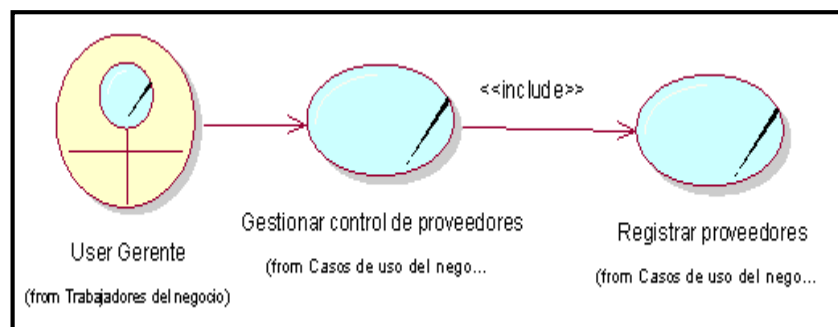 <<include>>
User Gerente
(from Trabajadores del negocio)
Gestionar control de proveedores
(from Casos de uso del nego...
Registrar proveedores
(from Casos de uso del nego...